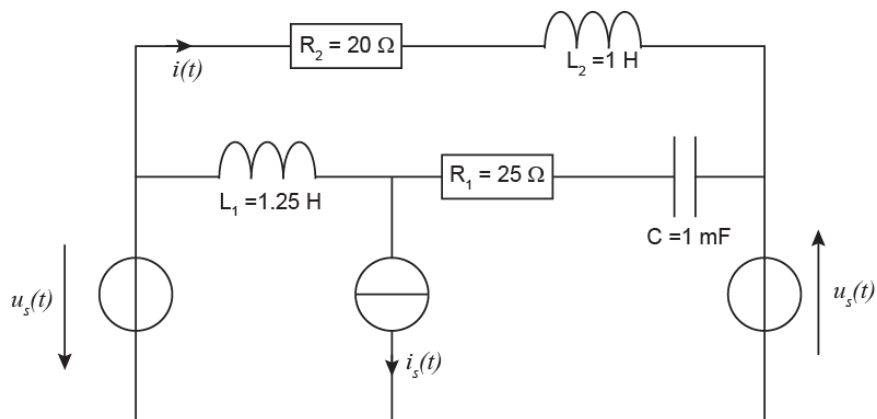 R₂ = 20 Ω
i(t)
L₂ =1 H
R₁ = 25 Ω
L₁ =1.25 H
C =1 mF
uₛ(t)
uₛ(t)
iₛ(t)